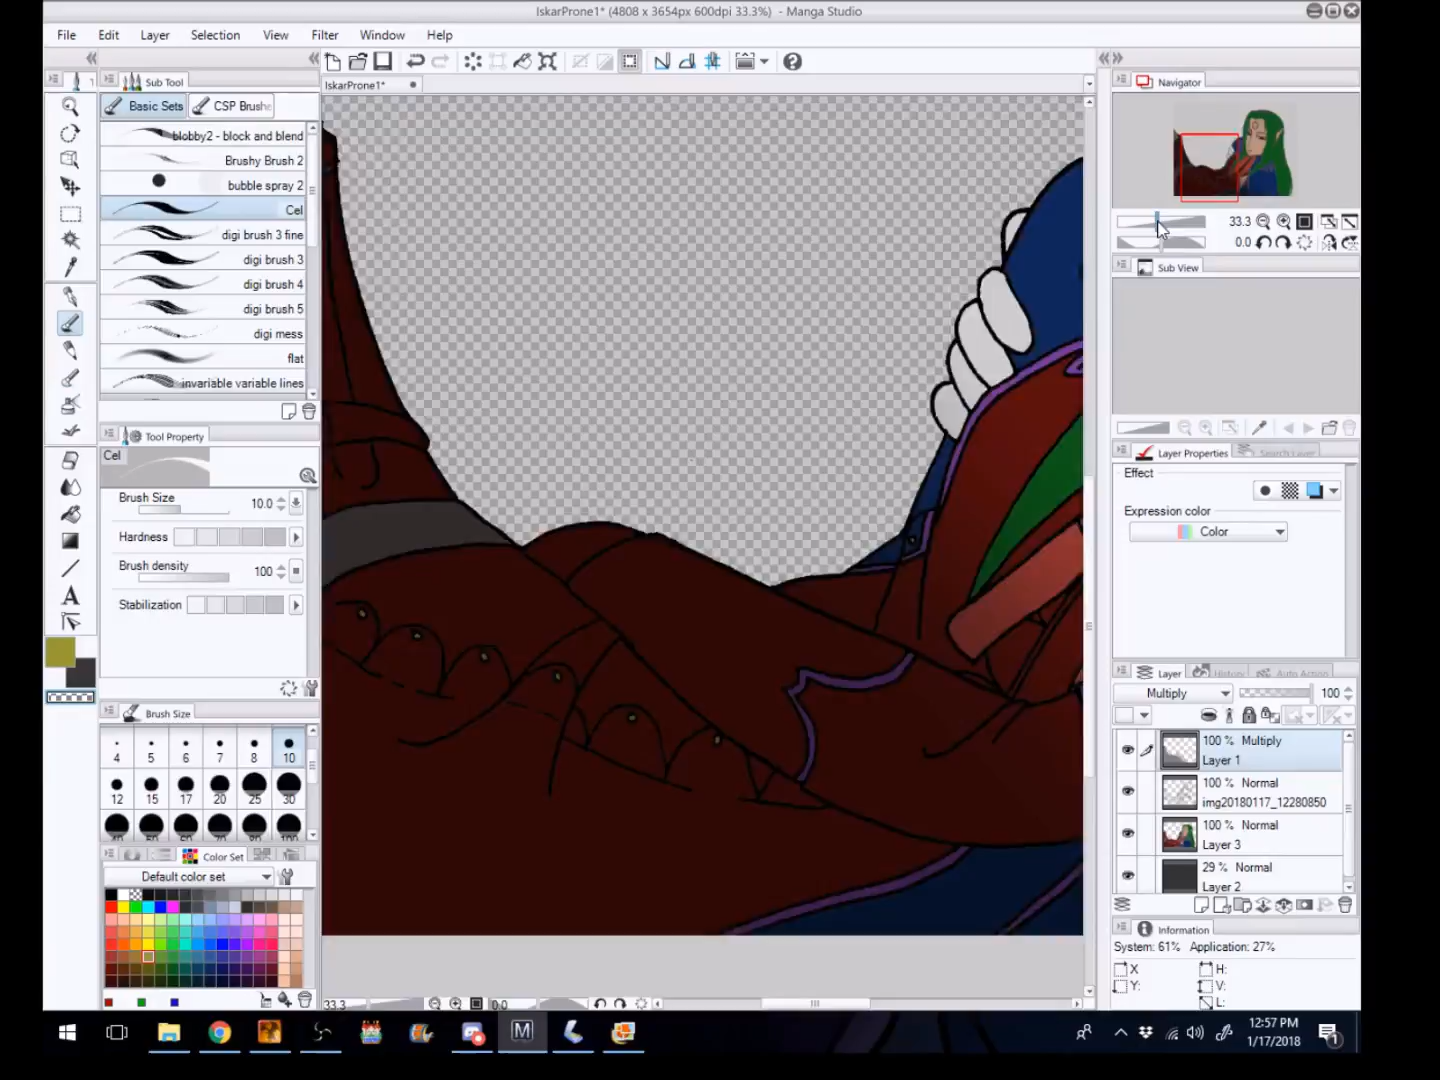 IskarProne1* (4808 x 3654px 600dpi 33.3%) - Manga Studio
File Edit Layer Selection View Filter Window Help
Sub Tool
IskarProne1*
Navigator
Basic Sets CSP Brushe
blobby2 - block and blend
Brushy Brush 2
bubble spray 2
Cel
digi brush 3 fine
digi brush 3
digi brush 4
digi brush 5
digi mess
flat
invariable variable lines
33.3
0.0
Sub View
Tool Property
Cel
Brush Size 10.0
Hardness
Brush density 100
Stabilization
Layer Properties Search Layer
Effect
Expression color
Color
Layer History Auto Action
Multiply 100
100 % Multiply
Layer 1
100 % Normal
img20180117_12280850
100 % Normal
Layer 3
29 % Normal
Layer 2
Brush Size
4 5 6 7 8 10
12 15 17 20 25 30
Color Set
Default color set
Information
System: 61% Application: 27%
X H:
Y: V:
L:
33.3 0.0
12:57 PM
1/17/2018